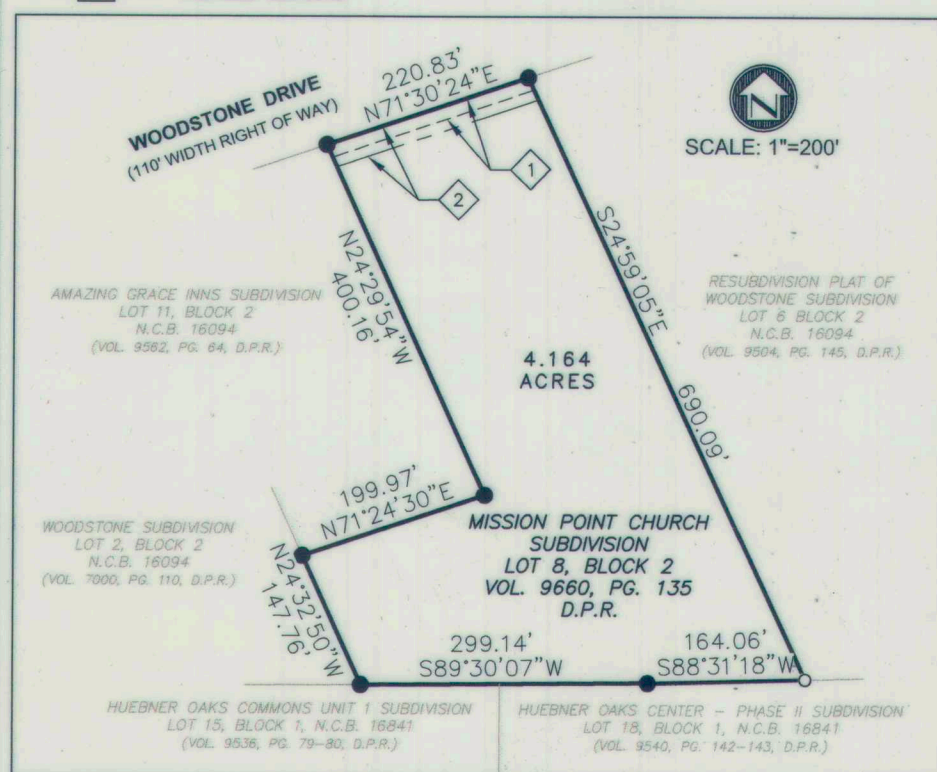 220.83'
N71°30'24"E
WOODSTONE DRIVE
(110' WIDTH RIGHT OF WAY)
N
SCALE: 1"=200'
1
2
N24°29'54"W
400.16'
S24°59'05"E
690.09'
AMAZING GRACE INNS SUBDIVISION
LOT 11, BLOCK 2
N.C.B. 16094
(VOL. 9562, PG. 64, D.P.R.)
RESUBDIVISION PLAT OF
WOODSTONE SUBDIVISION
LOT 6 BLOCK 2
N.C.B. 16094
(VOL. 9504, PG. 145, D.P.R.)
4.164
ACRES
199.97'
N71°24'30"E
WOODSTONE SUBDIVISION
LOT 2, BLOCK 2
N.C.B. 16094
(VOL. 7000, PG. 110, D.P.R.)
MISSION POINT CHURCH
SUBDIVISION
LOT 8, BLOCK 2
VOL. 9660, PG. 135
D.P.R.
N24°32'50"W
147.76'
299.14'
S89°30'07"W
164.06'
S88°31'18"W
HUEBNER OAKS COMMONS UNIT 1 SUBDIVISION
LOT 15, BLOCK 1, N.C.B. 16841
(VOL. 9536, PG. 79-80, D.P.R.)
HUEBNER OAKS CENTER - PHASE II SUBDIVISION
LOT 18, BLOCK 1, N.C.B. 16841
(VOL. 9540, PG. 142-143, D.P.R.)